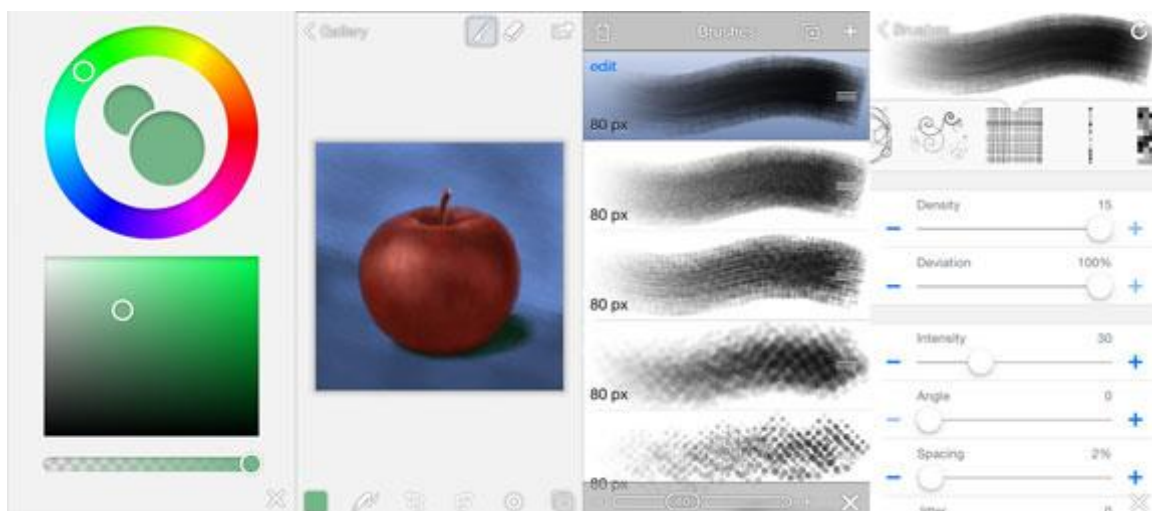 Gallery
Brushes
edit
80 px
80 px
80 px
80 px
80 px
Brushes
Density 15
Deviation 100%
Intensity 30
Angle 0
Spacing 2%